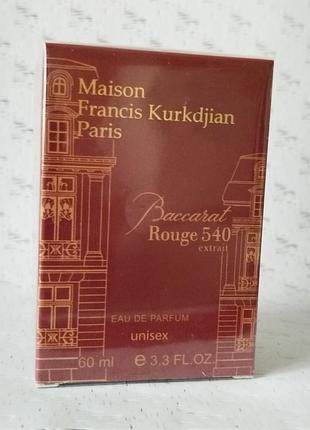 Maison
Francis Kurkdjian
Paris
Baccarat
Rouge 540
extrait
EAU DE PARFUM
unisex
60 ml e 3.3 FL.OZ.